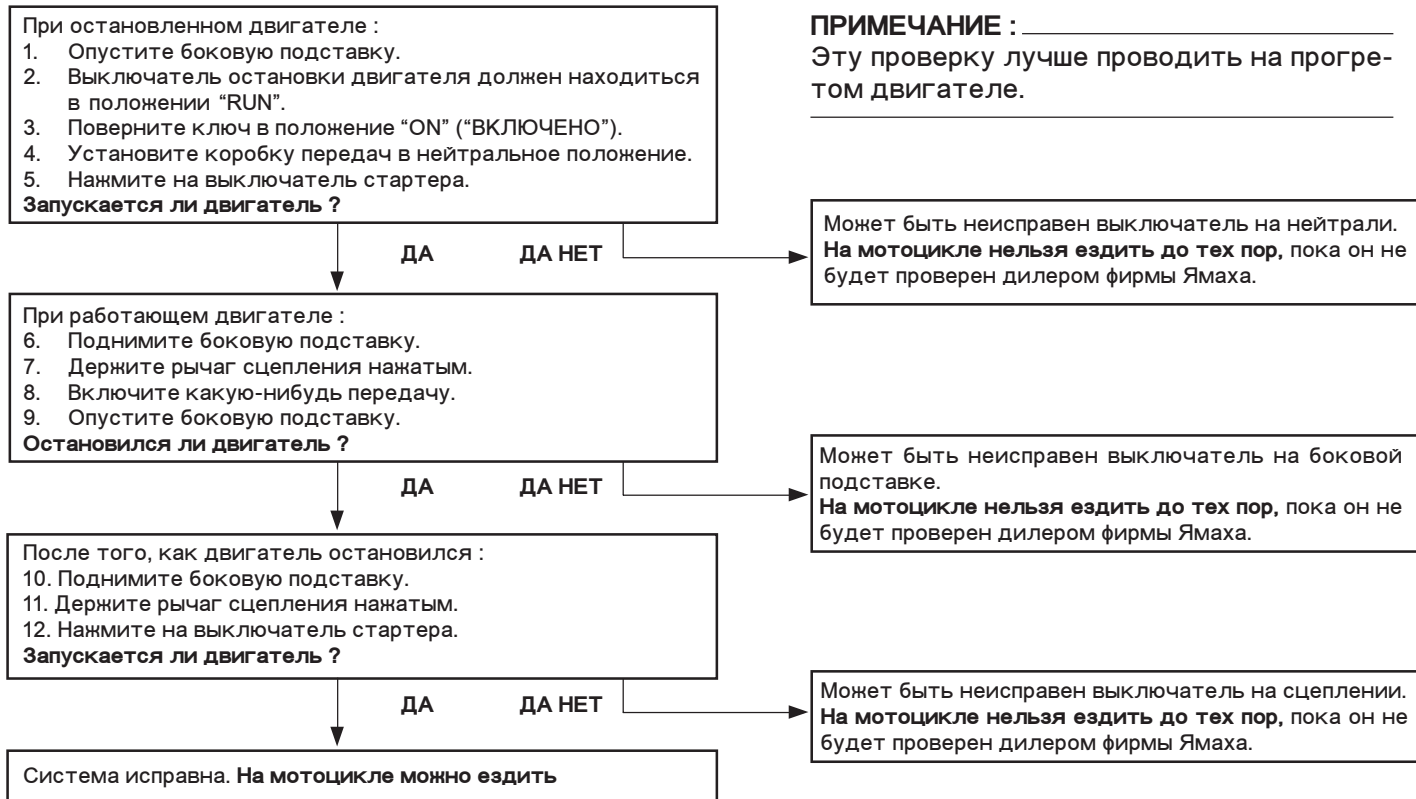 При остановленном двигателе :
1. Опустите боковую подставку.
2. Выключатель остановки двигателя должен находиться
в положении “RUN”.
3. Поверните ключ в положение “ON” (“ВКЛЮЧЕНО”).
4. Установите коробку передач в нейтральное положение.
5. Нажмите на выключатель стартера.
Запускается ли двигатель ?
ПРИМЕЧАНИЕ :
Эту проверку лучше проводить на прогре-
том двигателе.
ДА ДА НЕТ
Может быть неисправен выключатель на нейтрали.
На мотоцикле нельзя ездить до тех пор, пока он не
будет проверен дилером фирмы Ямаха.
При работающем двигателе :
6. Поднимите боковую подставку.
7. Держите рычаг сцепления нажатым.
8. Включите какую-нибудь передачу.
9. Опустите боковую подставку.
Остановился ли двигатель ?
ДА ДА НЕТ
Может быть неисправен выключатель на боковой
подставке.
На мотоцикле нельзя ездить до тех пор, пока он не
будет проверен дилером фирмы Ямаха.
После того, как двигатель остановился :
10. Поднимите боковую подставку.
11. Держите рычаг сцепления нажатым.
12. Нажмите на выключатель стартера.
Запускается ли двигатель ?
ДА ДА НЕТ
Может быть неисправен выключатель на сцеплении.
На мотоцикле нельзя ездить до тех пор, пока он не
будет проверен дилером фирмы Ямаха.
Система исправна. На мотоцикле можно ездить